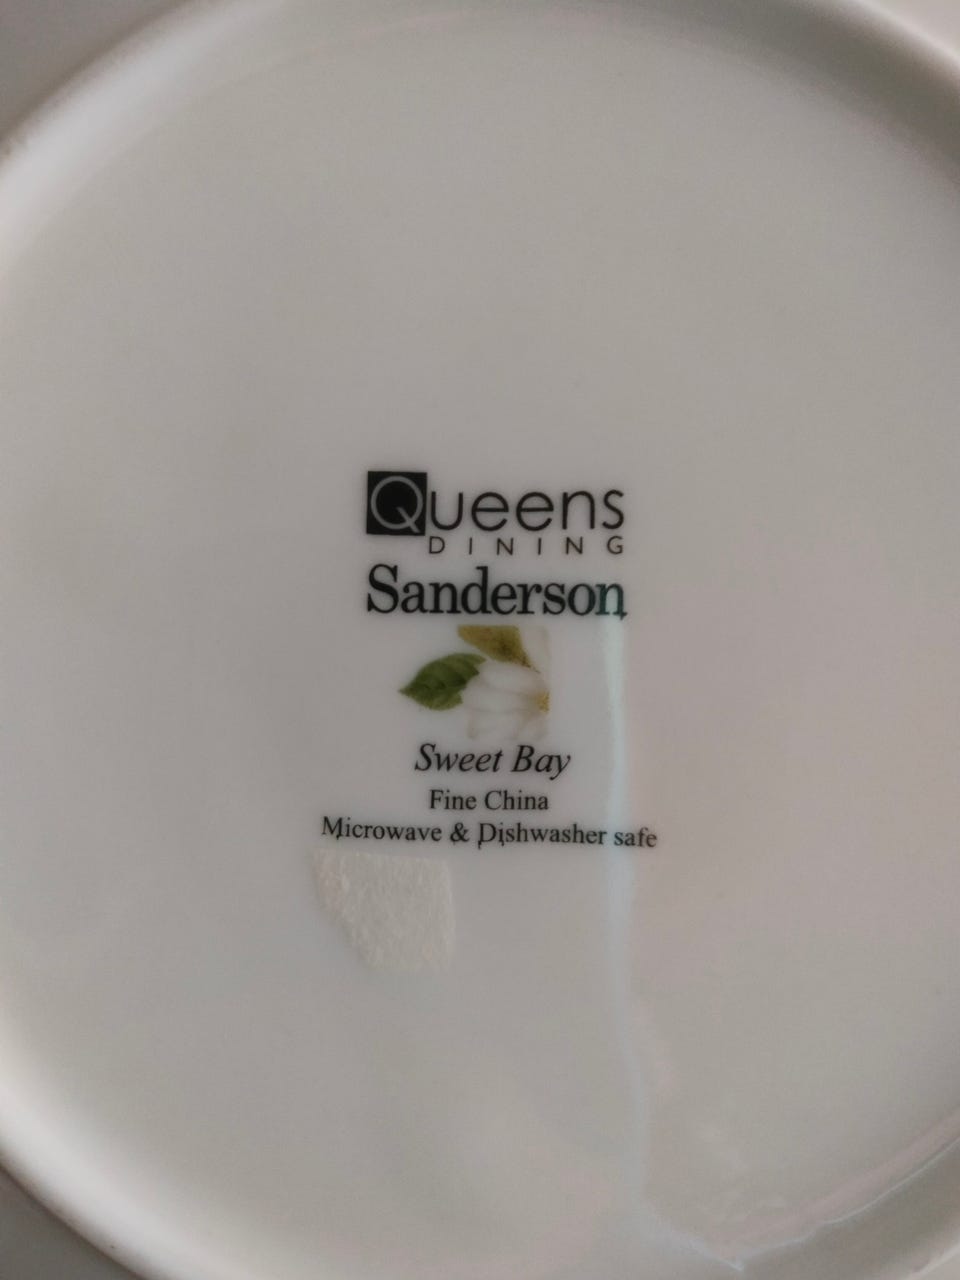 Queens
DINING
Sanderson
Sweet Bay
Fine China
Microwave & Dishwasher safe